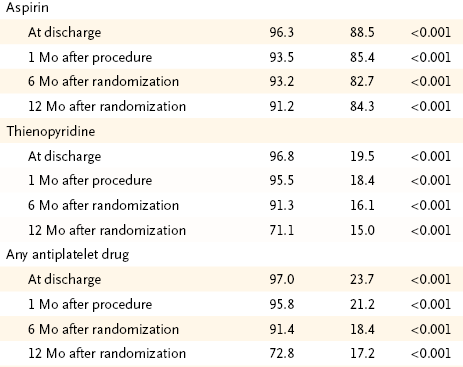 Aspirin
At discharge 96.3 88.5 <0.001
1 Mo after procedure 93.5 85.4 <0.001
6 Mo after randomization 93.2 82.7 <0.001
12 Mo after randomization 91.2 84.3 <0.001
Thienopyridine
At discharge 96.8 19.5 <0.001
1 Mo after procedure 95.5 18.4 <0.001
6 Mo after randomization 91.3 16.1 <0.001
12 Mo after randomization 71.1 15.0 <0.001
Any antiplatelet drug
At discharge 97.0 23.7 <0.001
1 Mo after procedure 95.8 21.2 <0.001
6 Mo after randomization 91.4 18.4 <0.001
12 Mo after randomization 72.8 17.2 <0.001